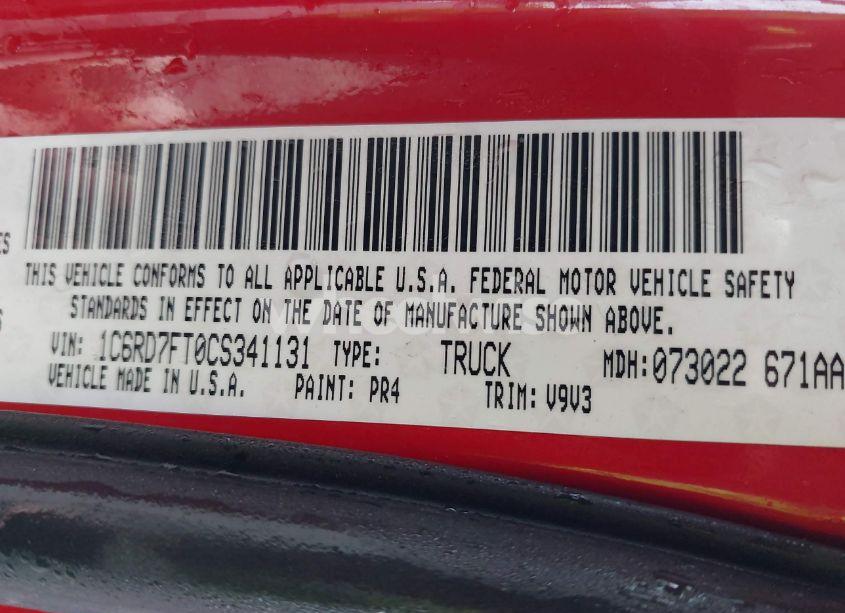 ES
THIS VEHICLE CONFORMS TO ALL APPLICABLE U.S.A. FEDERAL MOTOR VEHICLE SAFETY
STANDARDS IN EFFECT ON THE DATE OF MANUFACTURE SHOWN ABOVE.
S
VIN: 1C6RD7FT0CS341131 TYPE: TRUCK MDH: 073022 671AA
VEHICLE MADE IN U.S.A. PAINT: PR4 TRIM: V9V3